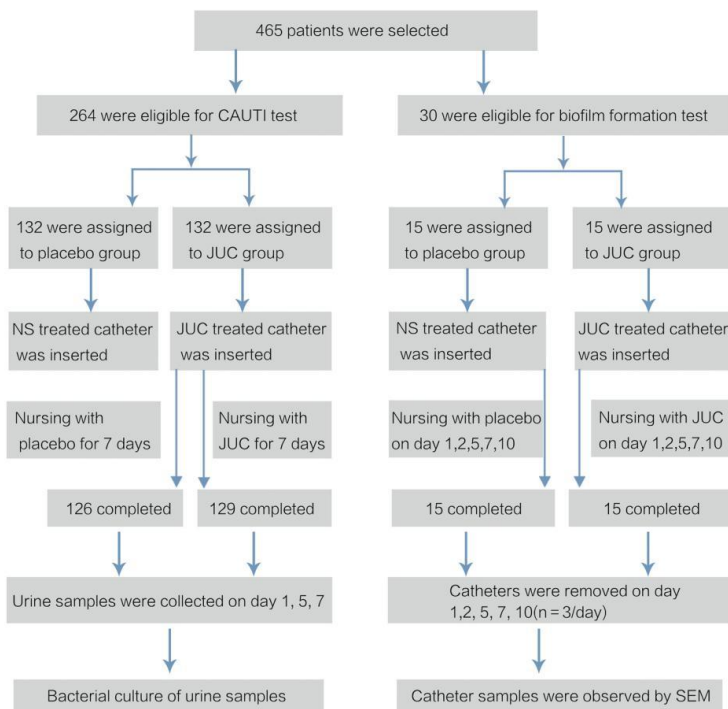 465 patients were selected
264 were eligible for CAUTI test
30 were eligible for biofilm formation test
132 were assigned
to placebo group
132 were assigned
to JUC group
15 were assigned
to placebo group
15 were assigned
to JUC group
NS treated catheter
was inserted
JUC treated catheter
was inserted
NS treated catheter
was inserted
JUC treated catheter
was inserted
Nursing with
placebo for 7 days
Nursing with
JUC for 7 days
Nursing with placebo
on day 1,2,5,7,10
Nursing with JUC
on day 1,2,5,7,10
126 completed
129 completed
15 completed
15 completed
Urine samples were collected on day 1, 5, 7
Catheters were removed on day
1,2, 5, 7, 10(n = 3/day)
Bacterial culture of urine samples
Catheter samples were observed by SEM